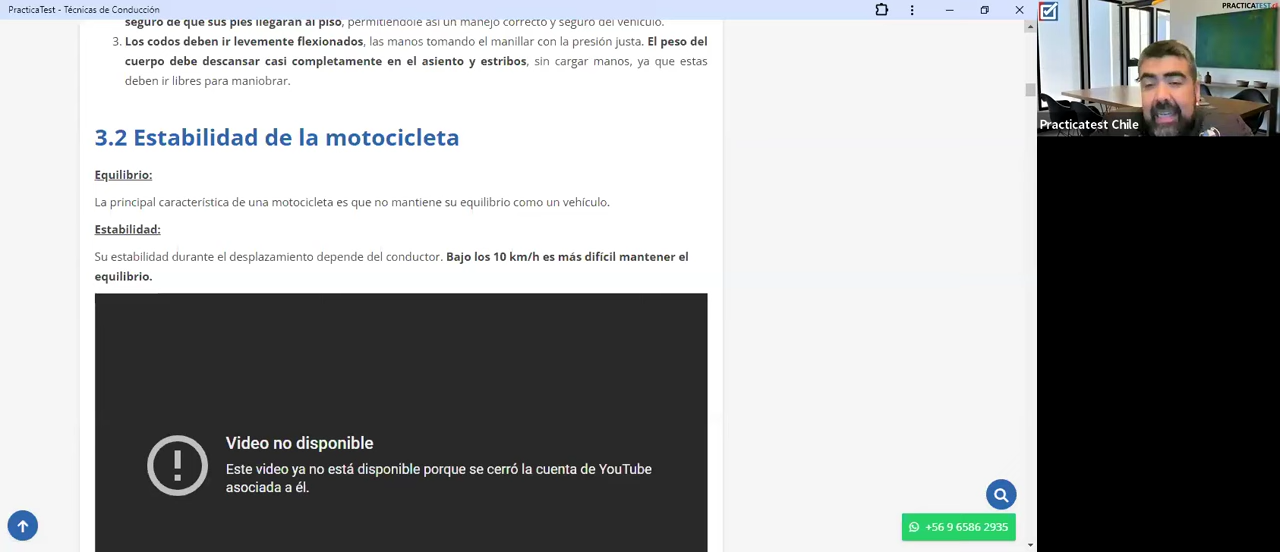 PracticaTest - Técnicas de Conducción
PRACTICATEST.cl
seguro de que sus pies llegarán al piso, permitiéndole así un manejo correcto y seguro del vehículo.
3. Los codos deben ir levemente flexionados, las manos tomando el manillar con la presión justa. El peso del
cuerpo debe descansar casi completamente en el asiento y estribos, sin cargar manos, ya que estas
deben ir libres para maniobrar.
Practicatest Chile
3.2 Estabilidad de la motocicleta
Equilibrio:
La principal característica de una motocicleta es que no mantiene su equilibrio como un vehículo.
Estabilidad:
Su estabilidad durante el desplazamiento depende del conductor. Bajo los 10 km/h es más difícil mantener el
equilibrio.
Video no disponible
Este video ya no está disponible porque se cerró la cuenta de YouTube
asociada a él.
+56 9 6586 2935